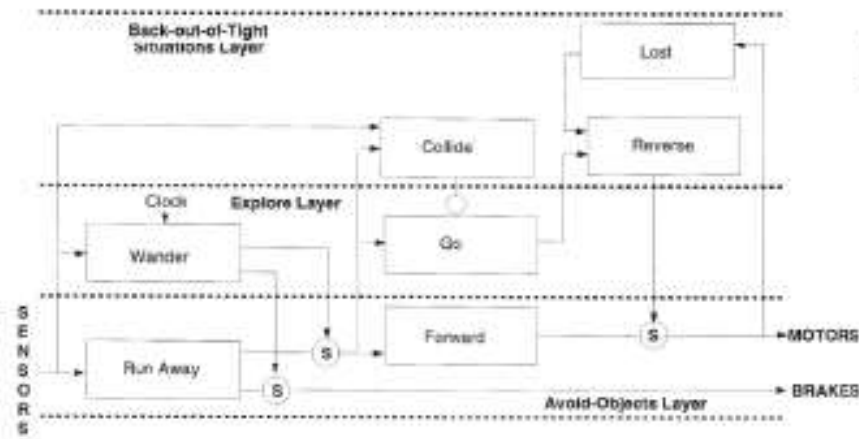 Back-out-of-Tight
Situations Layer
Lost
Collide
Reverse
Clock
Explore Layer
Wander
Go
SENSORS
Run Away
S
Forward
S
MOTORS
S
BRAKES
Avoid-Objects Layer